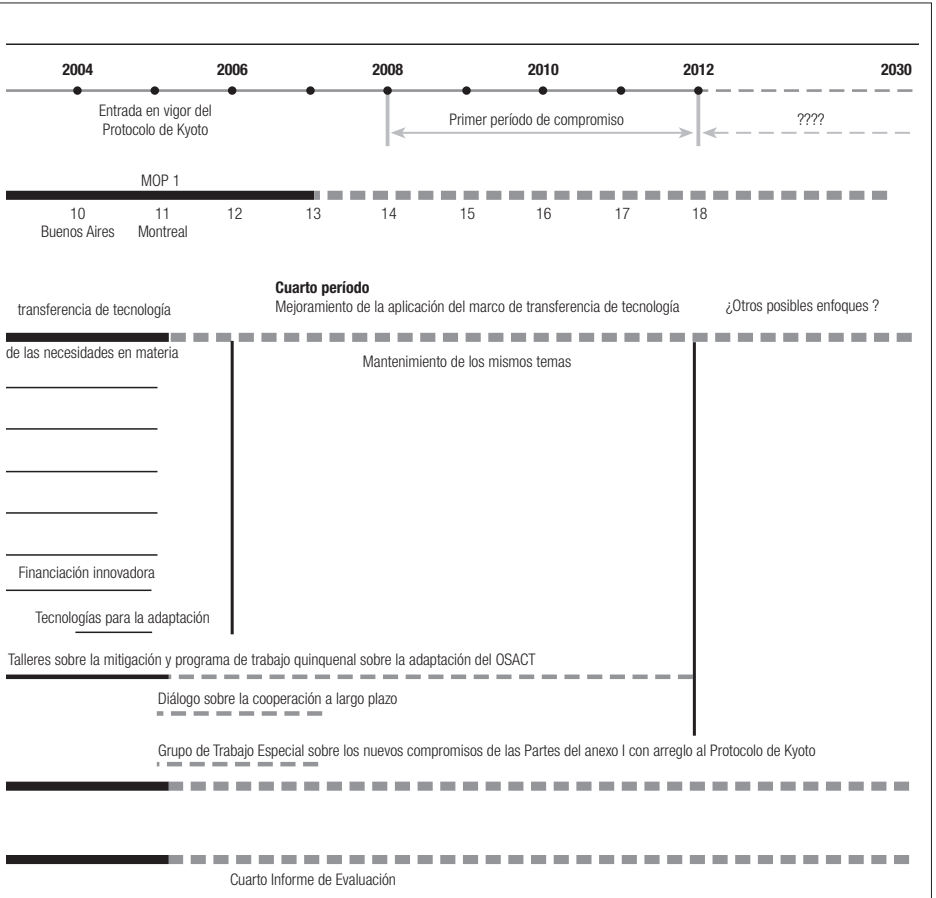 2004 2006 2008 2010 2012 2030
Entrada en vigor del
Protocolo de Kyoto
Primer período de compromiso
????
MOP 1
10 11 12 13 14 15 16 17 18
Buenos Aires Montreal
Cuarto período
transferencia de tecnología
Mejoramiento de la aplicación del marco de transferencia de tecnología
¿Otros posibles enfoques ?
de las necesidades en materia
Mantenimiento de los mismos temas
Financiación innovadora
Tecnologías para la adaptación
Talleres sobre la mitigación y programa de trabajo quinquenal sobre la adaptación del OSACT
Diálogo sobre la cooperación a largo plazo
Grupo de Trabajo Especial sobre los nuevos compromisos de las Partes del anexo I con arreglo al Protocolo de Kyoto
Cuarto Informe de Evaluación